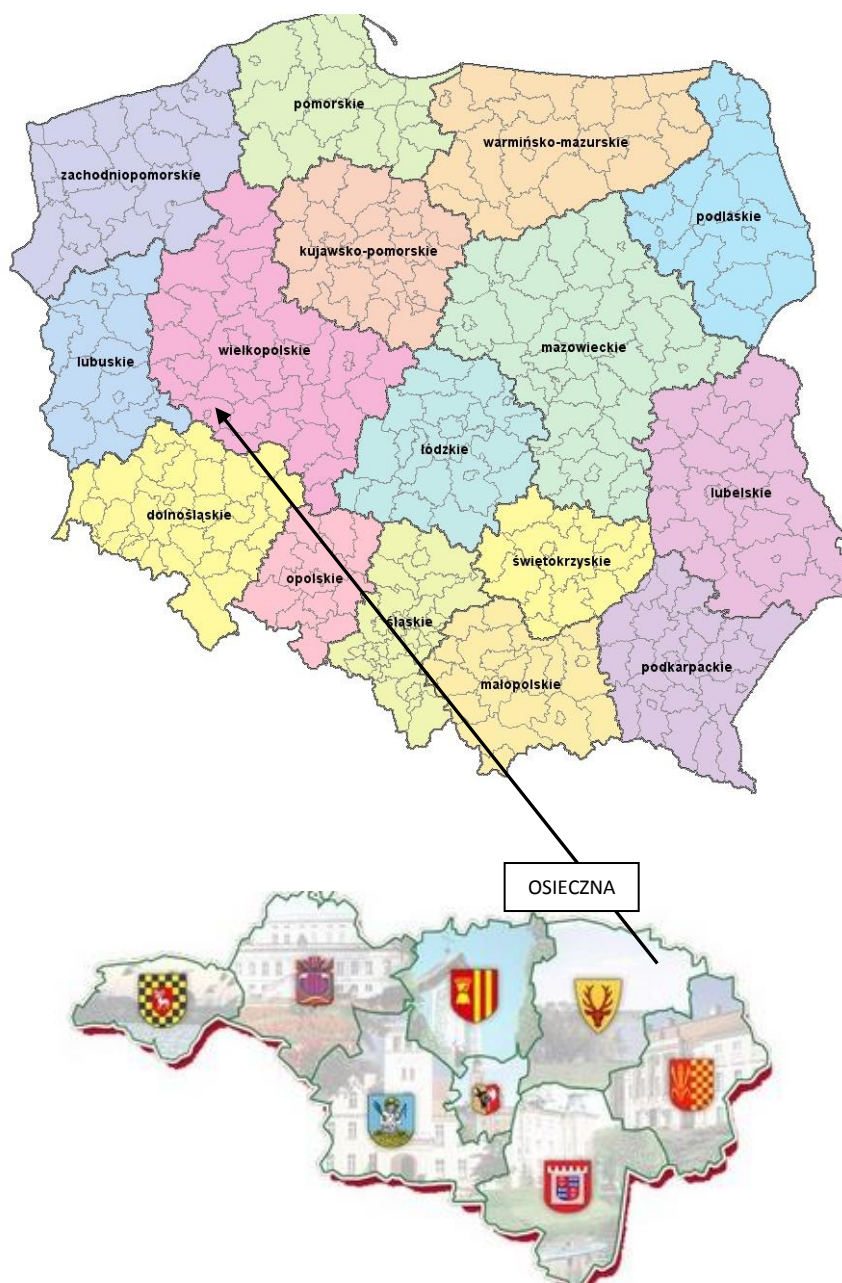 pomorskie
warmińsko-mazurskie
zachodniopomorskie
podlaskie
kujawsko-pomorskie
wielkopolskie
mazowieckie
lubuskie
łódzkie
lubelskie
dolnośląskie
świętokrzyskie
opolskie
śląskie
podkarpackie
małopolskie
OSIECZNA